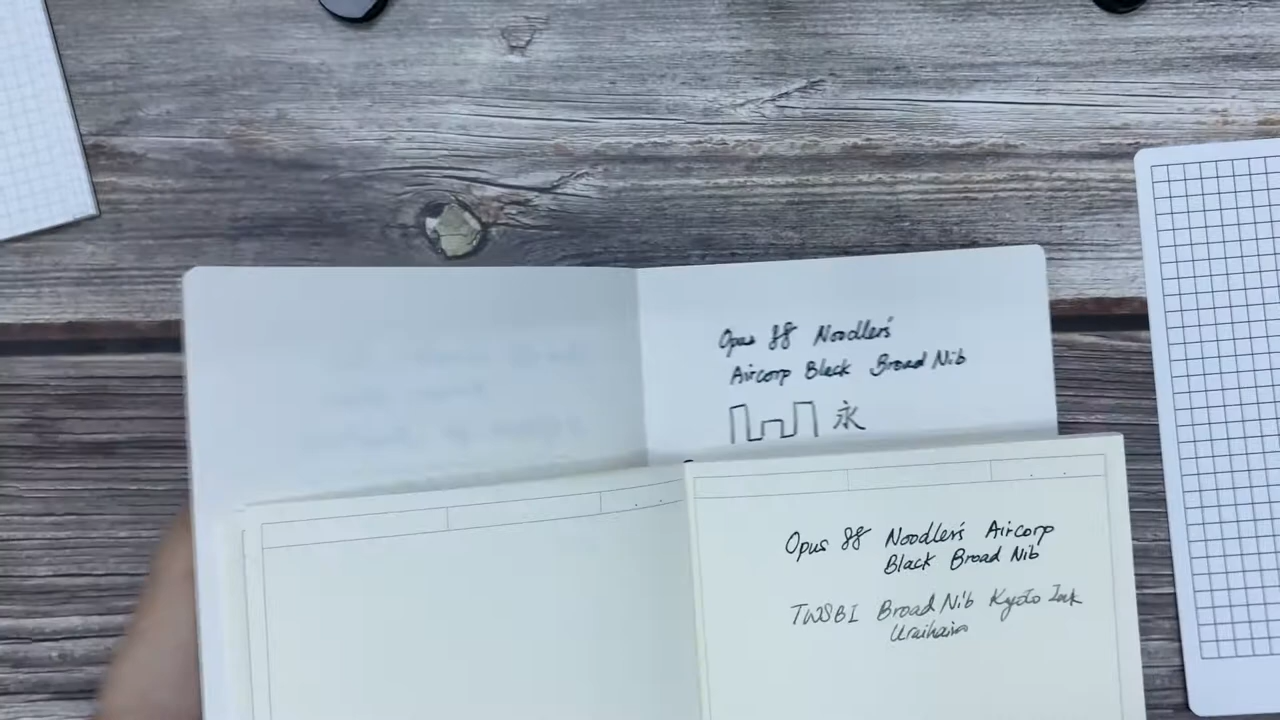 Opus 88 Noodler's
Aircorp Black Broad Nib
永
Opus 88 Noodler's Aircorp
Black Broad Nib
TWSBI Broad Nib Kyoto Ink